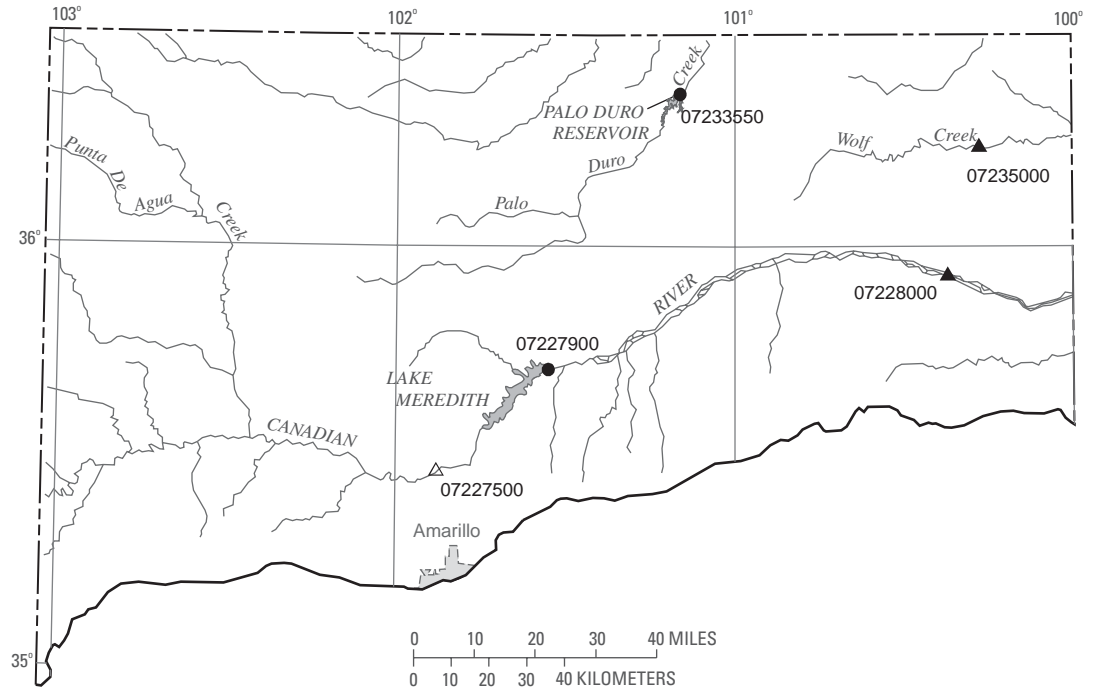 103°
102°
101°
100°
Creek
PALO DURO
RESERVOIR
07233550
Punta
De
Agua
Creek
Duro
Palo
Wolf
Creek
07235000
36°
RIVER
07228000
07227900
LAKE
MEREDITH
CANADIAN
07227500
Amarillo
35°
0 10 20 30 40 MILES
0 10 20 30 40 KILOMETERS